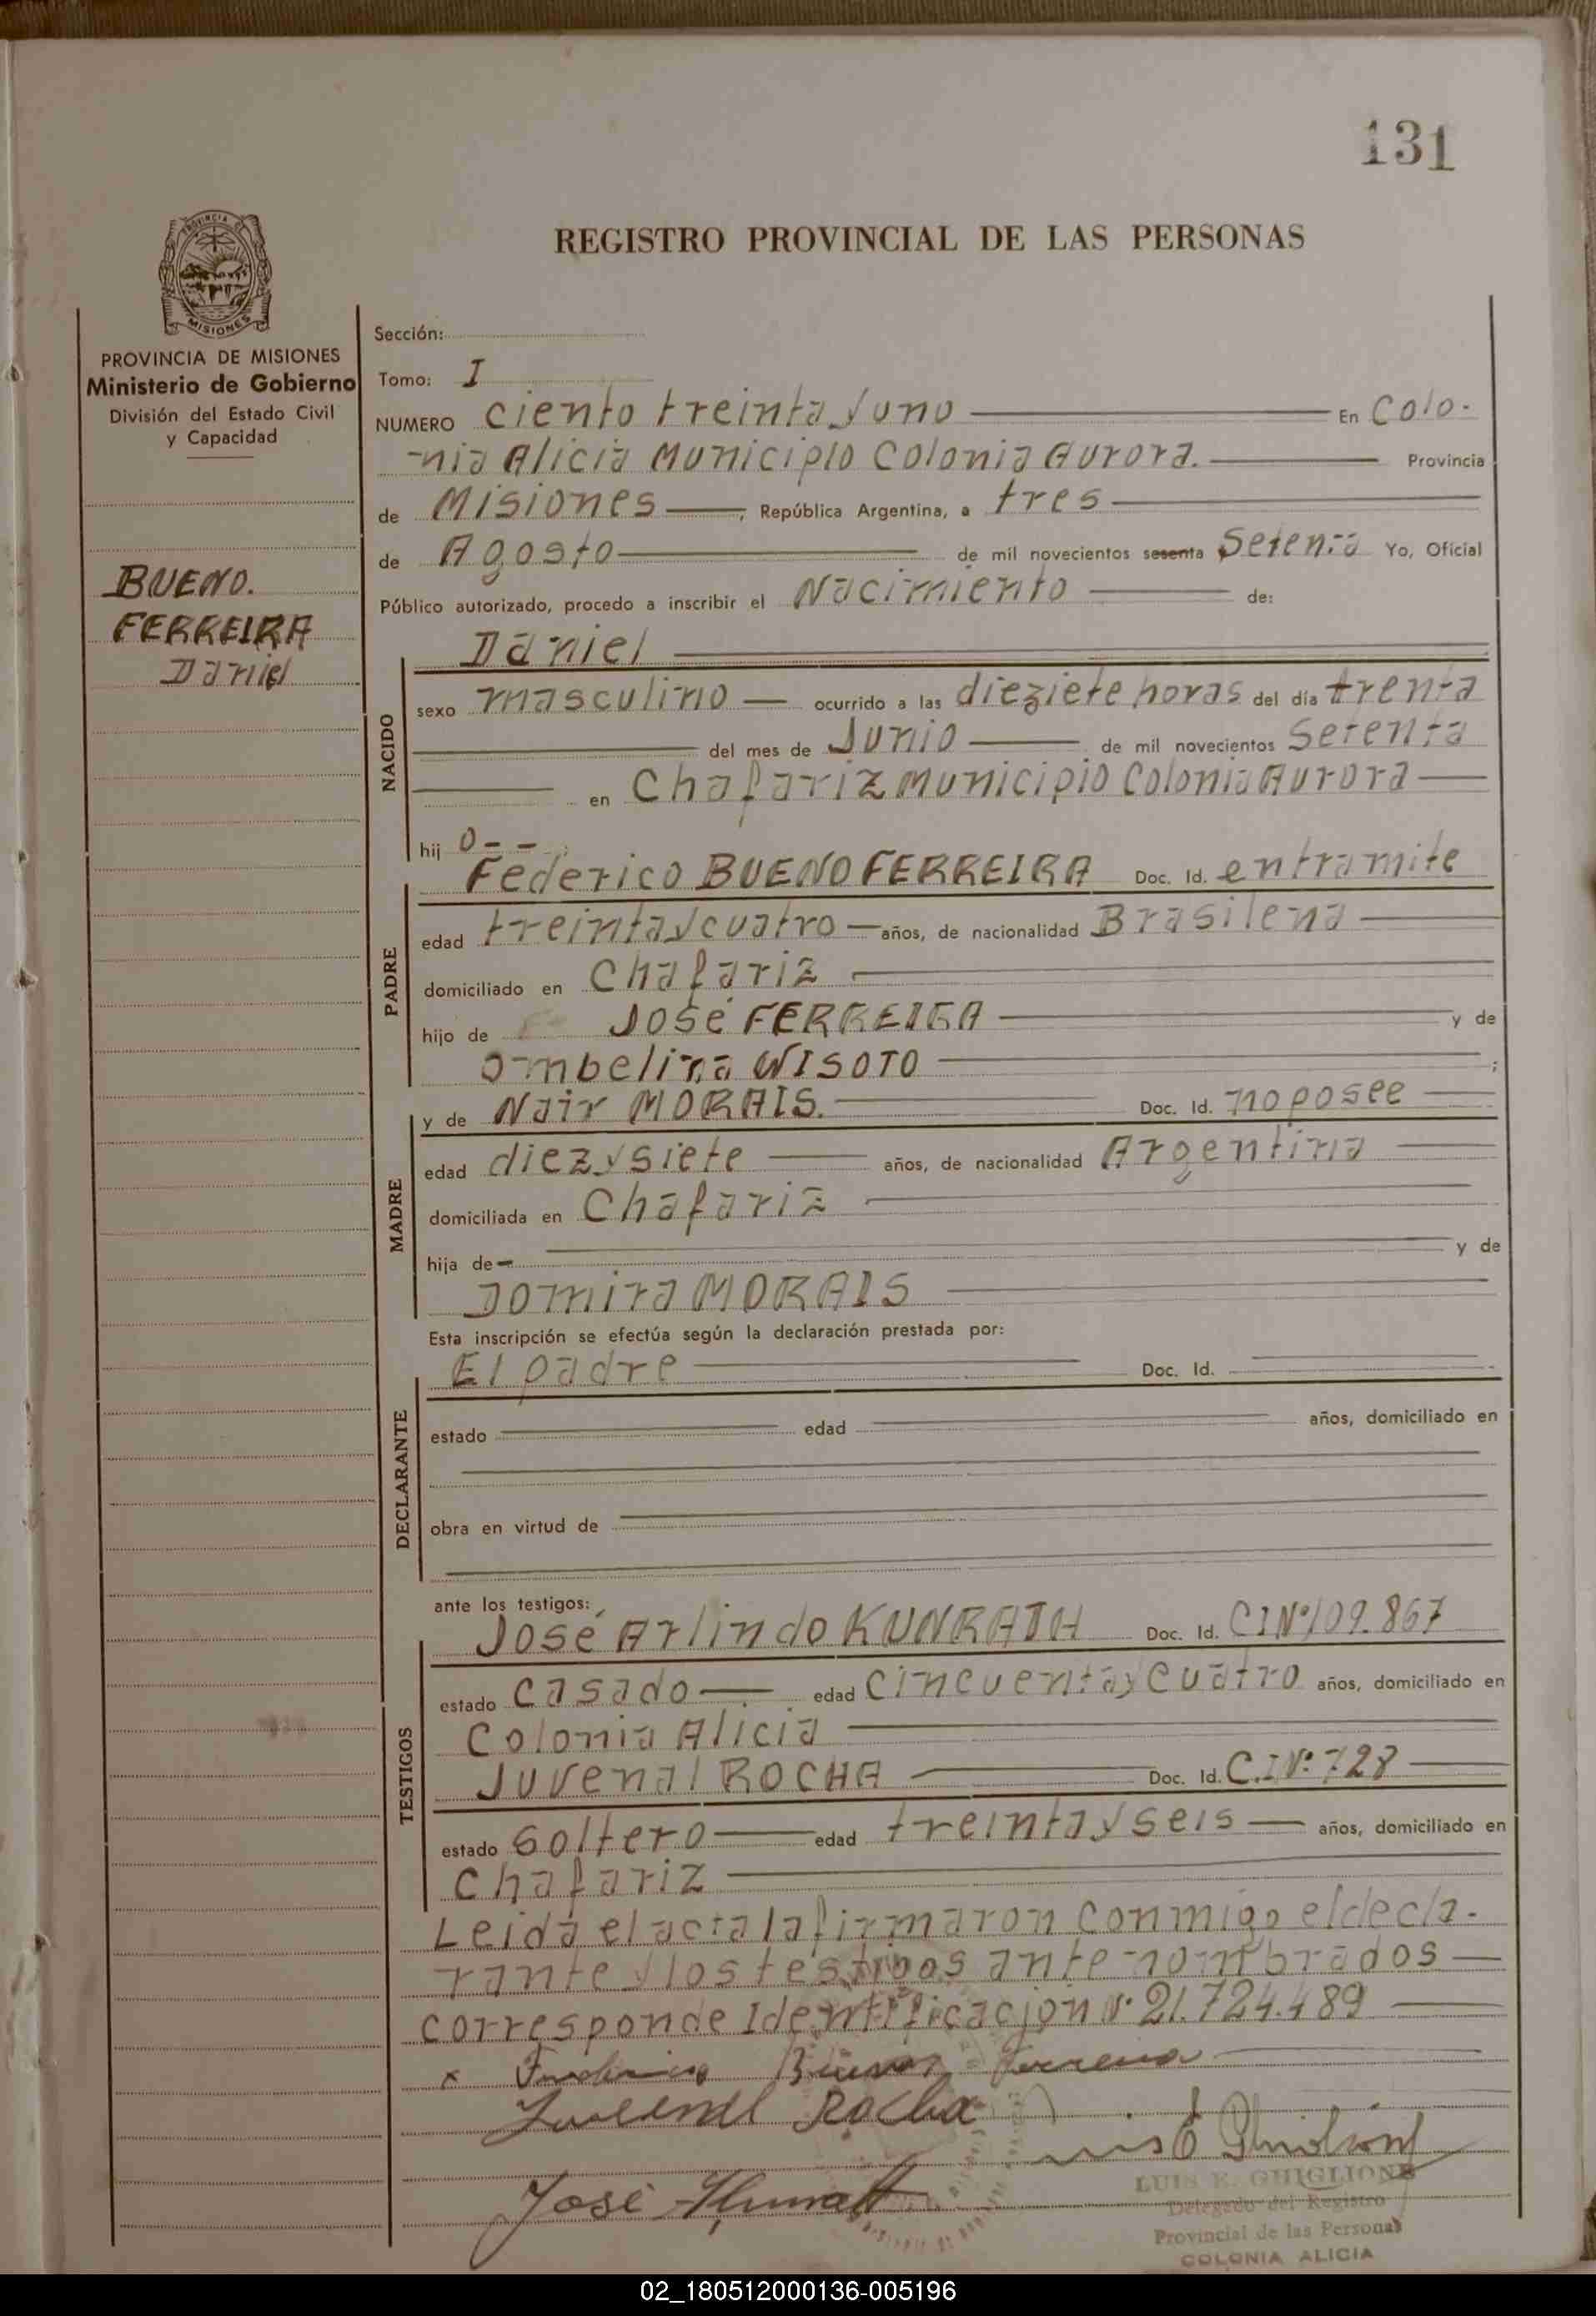 131
PROVINCIA DE
MISIONES
REGISTRO PROVINCIAL DE LAS PERSONAS
PROVINCIA DE MISIONES
Ministerio de Gobierno
División del Estado Civil
y Capacidad
BUENO.
FERREIRA
Daniel
Sección:
Tomo: I
NUMERO Ciento treinta y uno En Colo-
nia Alicia Municipio Colonia Aurora. Provincia
de Misiones, República Argentina, a tres
de Agosto de mil novecientos sesenta Setenta Yo, Oficial
Público autorizado, procedo a inscribir el Nacimiento de:
Daniel
NACIDO
sexo masculino ocurrido a las dieziete horas del día trenta
del mes de Junio de mil novecientos Setenta
en Chafariz Municipio Colonia Aurora
hij o--
Federico BUENO FERREIRA Doc. Id. en tramite
PADRE
edad treinta y cuatro años, de nacionalidad Brasilena
domiciliado en Chafariz
hijo de José FERREIRA y de
Ombelina WISOTO ;
y de Nair MORAIS. Doc. Id. no posee
MADRE
edad diez y siete años, de nacionalidad Argentina
domiciliada en Chafariz
hija de - y de
Jomira MORAIS
Esta inscripción se efectúa según la declaración prestada por:
El padre Doc. Id.
DECLARANTE
estado edad años, domiciliado en
obra en virtud de
ante los testigos:
José Arlindo KUNRATH Doc. Id. CI Nº 109.867
TESTIGOS
estado Casado edad Cincuenta y Cuatro años, domiciliado en
Colonia Alicia
Juvenal ROCHA Doc. Id. C.I Nº 728
estado Soltero edad treinta y seis años, domiciliado en
Chafariz
Leida el acta la firmaron conmigo el decla-
rante y los testigos ante nombrados
corresponde Identificacion Nº 21.724.489
x Bueno Ferreira
Juvenal Rocha
José
LUIS E. GHIGLIONE
Delegado del Registro
Provincial de las Personas
COLONIA ALICIA
02_180512000136-005196